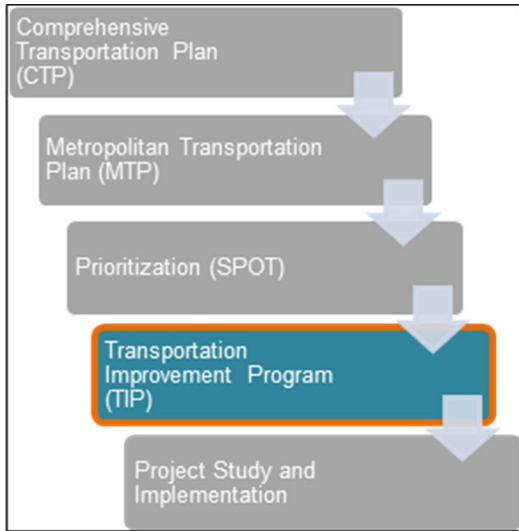 Comprehensive
Transportation Plan
(CTP)
Metropolitan Transportation
Plan (MTP)
Prioritization (SPOT)
Transportation
Improvement Program
(TIP)
Project Study and
Implementation